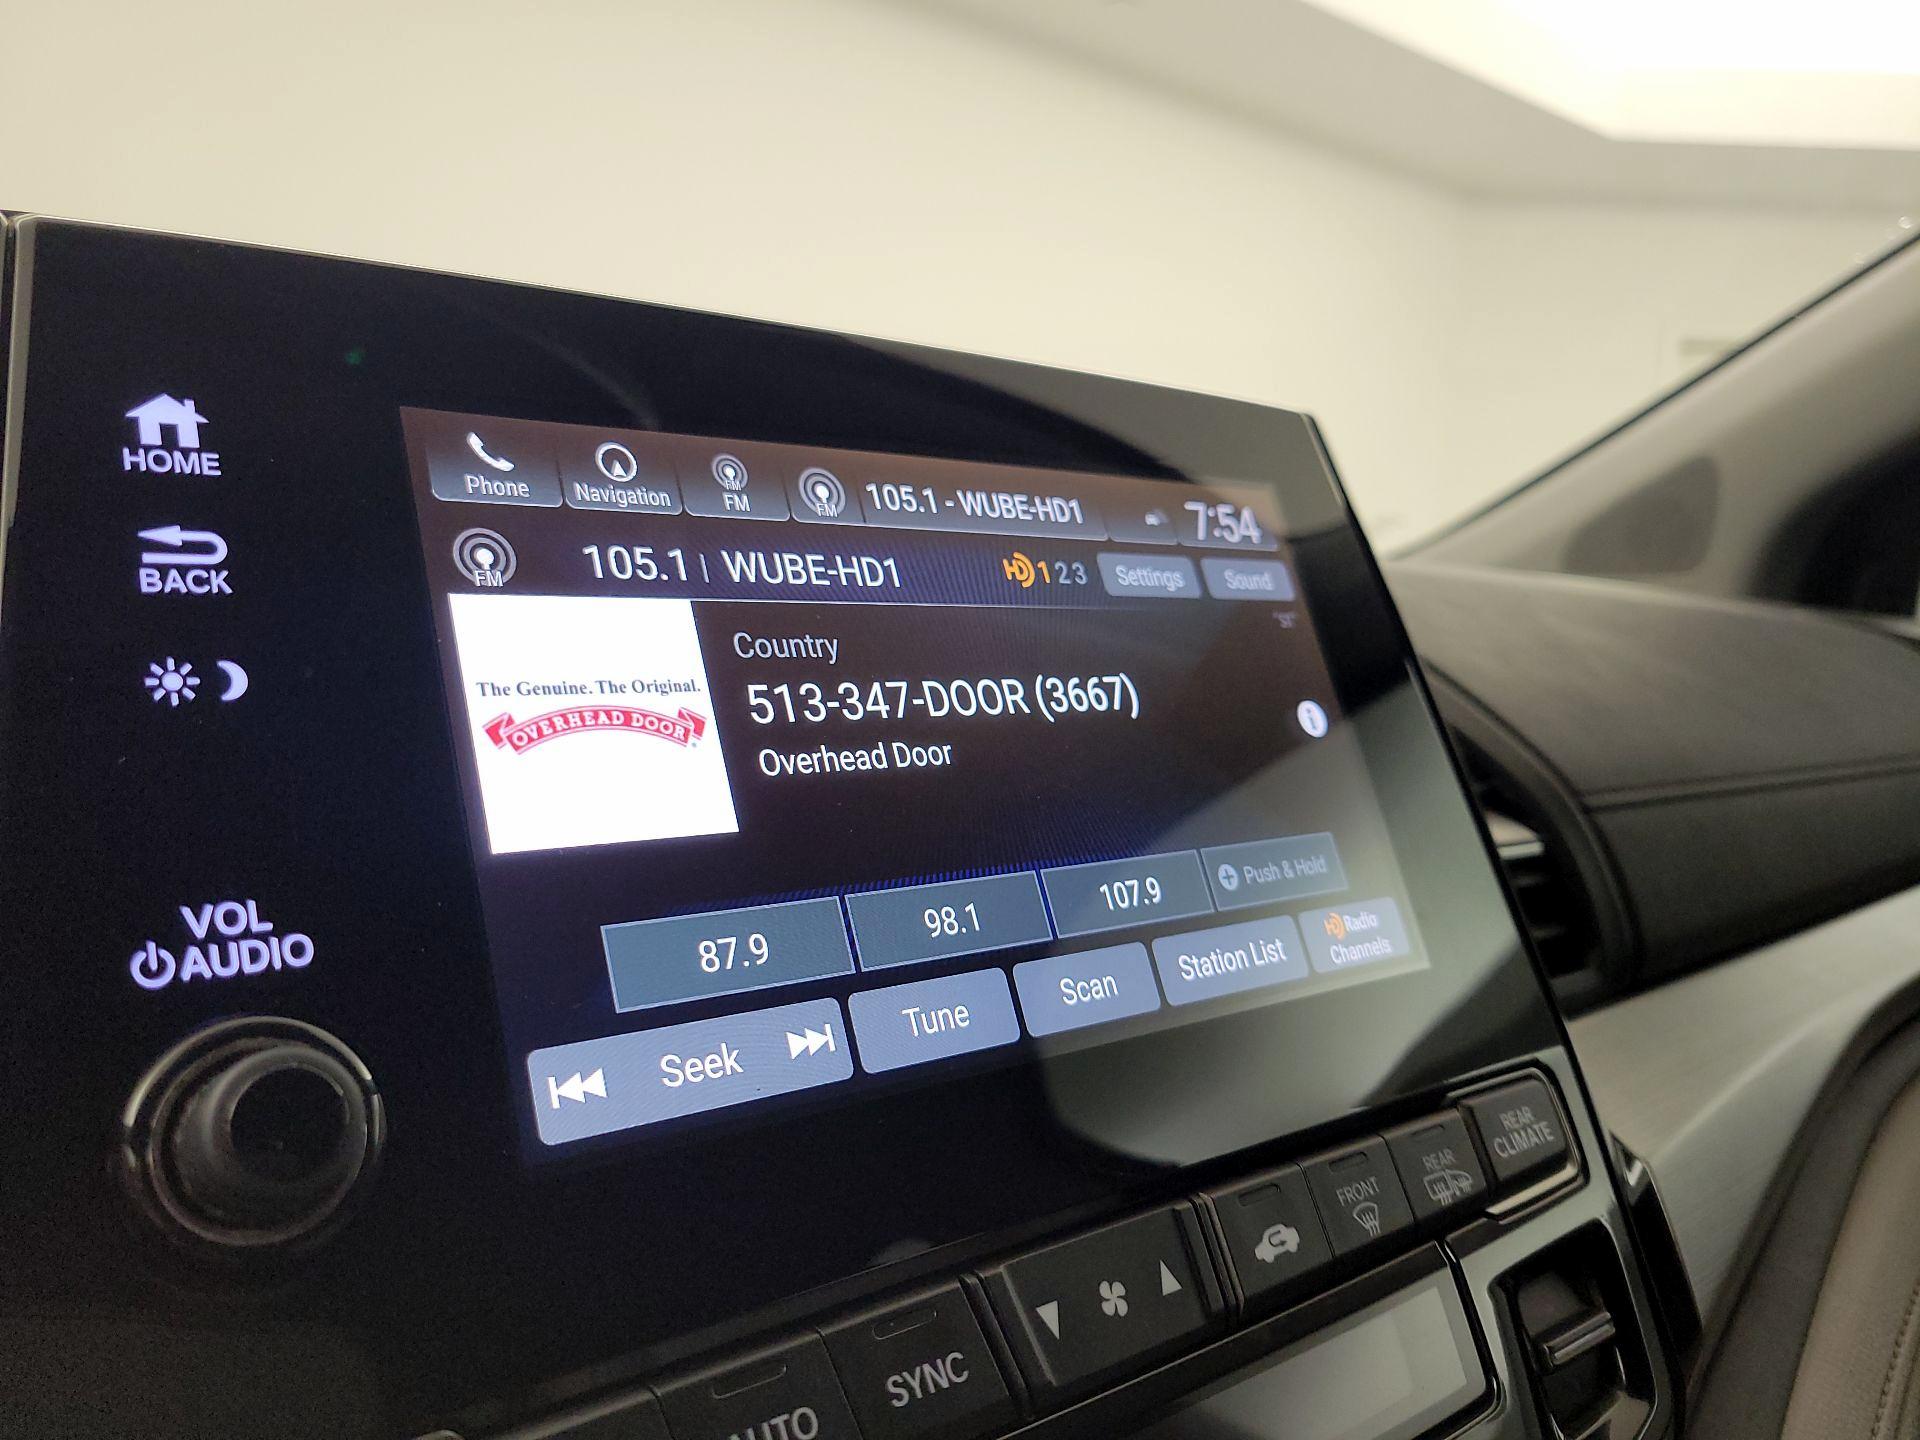 HOME
BACK
VOL
AUDIO
Phone
Navigation
FM
FM
FM
105.1 - WUBE-HD1
7:54
FM
105.1 | WUBE-HD1
HD 1 2 3
Settings
Sound
"ST"
The Genuine. The Original.
OVERHEAD DOOR
Country
513-347-DOOR (3667)
Overhead Door
87.9
98.1
107.9
Push & Hold
Seek
Tune
Scan
Station List
HD Radio
Channels
AUTO
SYNC
FRONT
REAR
REAR
CLIMATE